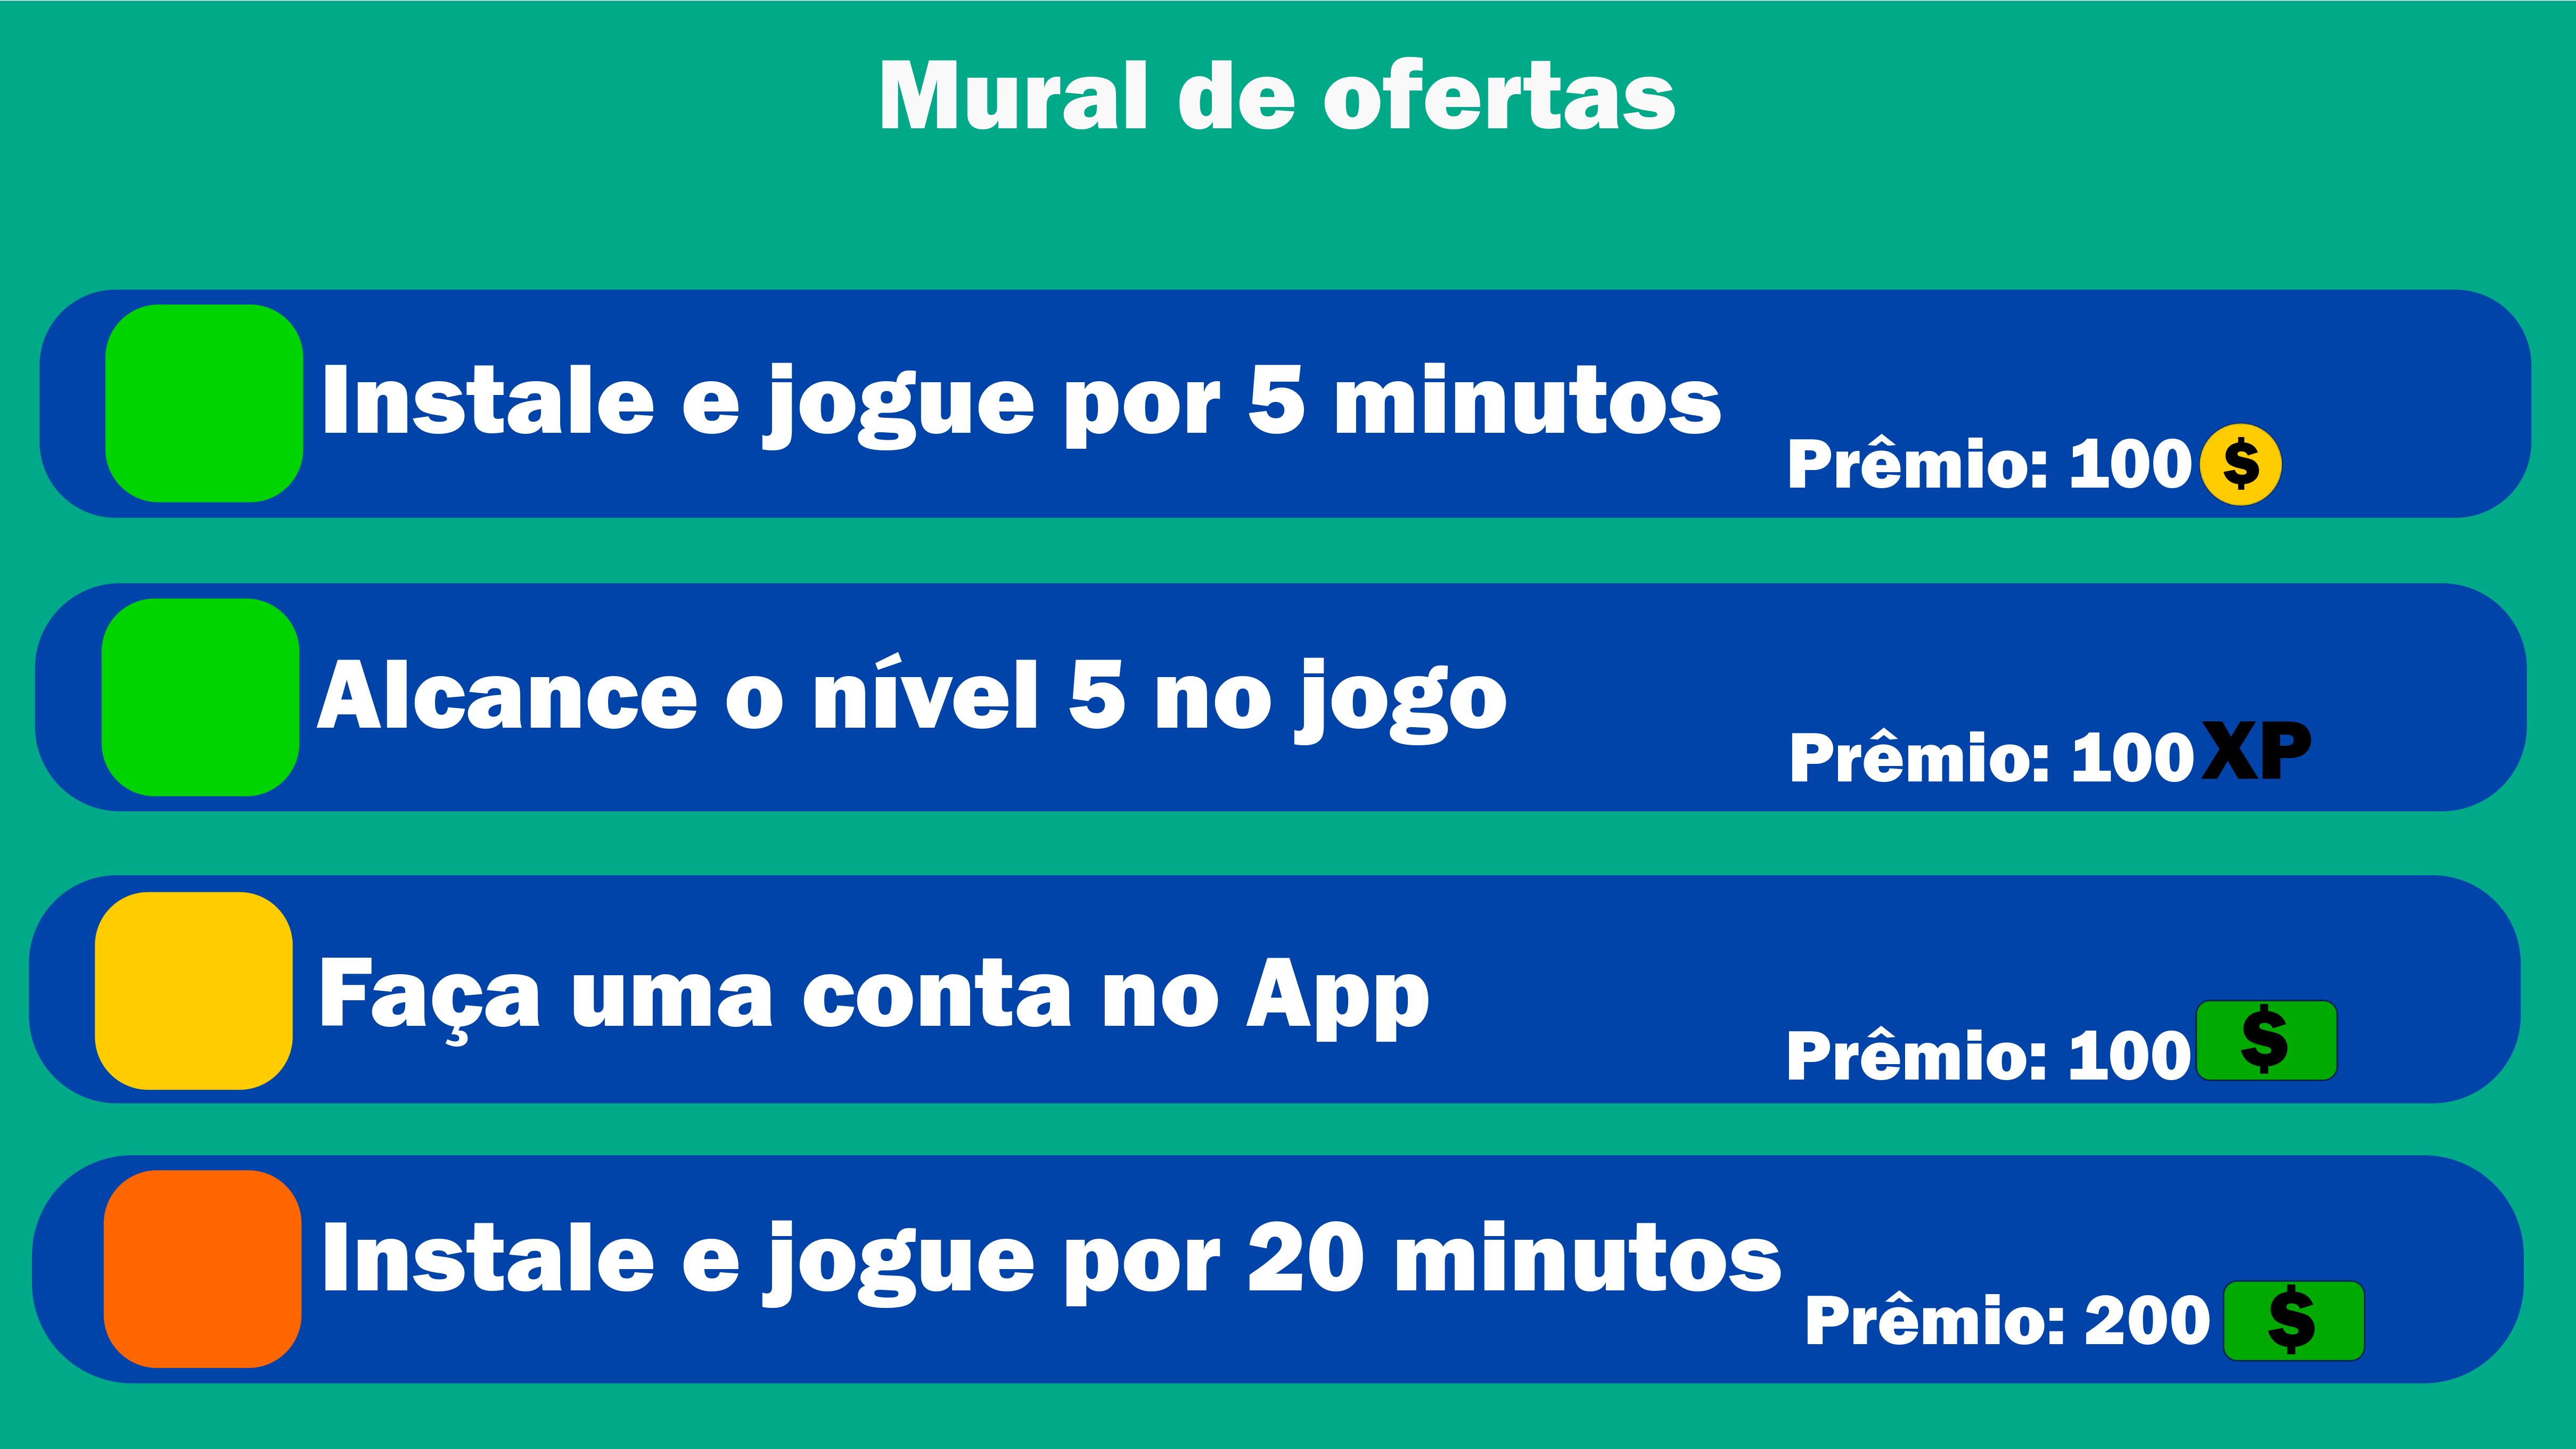 Mural de ofertas
Instale e jogue por 5 minutos
Prêmio: 100 $
Alcance o nível 5 no jogo
Prêmio: 100 XP
Faça uma conta no App
Prêmio: 100 $
Instale e jogue por 20 minutos
Prêmio: 200 $